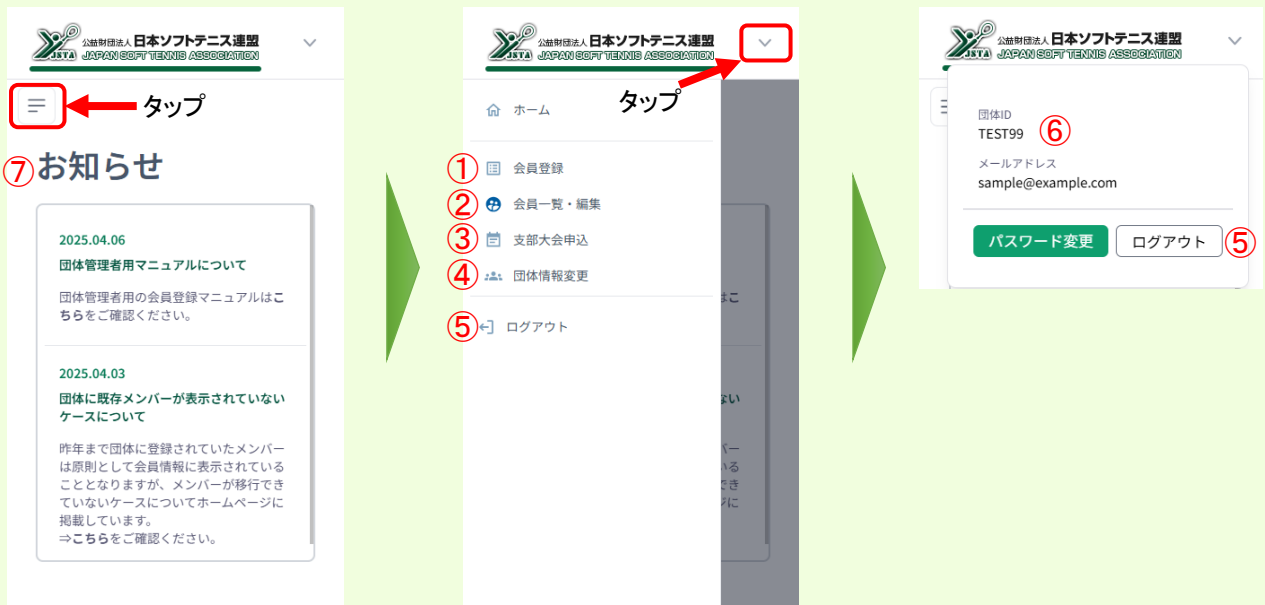 JSTA
公益財団法人 日本ソフトテニス連盟
JAPAN SOFT TENNIS ASSOCIATION
タップ
⑦ お知らせ
2025.04.06
団体管理者用マニュアルについて
団体管理者用の会員登録マニュアルはこ
ちらをご確認ください。
2025.04.03
団体に既存メンバーが表示されていない
ケースについて
昨年まで団体に登録されていたメンバー
は原則として会員情報に表示されている
こととなりますが、メンバーが移行でき
ていないケースについてホームページに
掲載しています。
⇒こちらをご確認ください。
JSTA
公益財団法人 日本ソフトテニス連盟
JAPAN SOFT TENNIS ASSOCIATION
タップ
ホーム
① 会員登録
② 会員一覧・編集
③ 支部大会申込
④ 団体情報変更
⑤ ログアウト
はこ
ない
バー
いる
でき
ジに
JSTA
公益財団法人 日本ソフトテニス連盟
JAPAN SOFT TENNIS ASSOCIATION
団体ID
TEST99 ⑥
メールアドレス
sample@example.com
パスワード変更 ログアウト ⑤